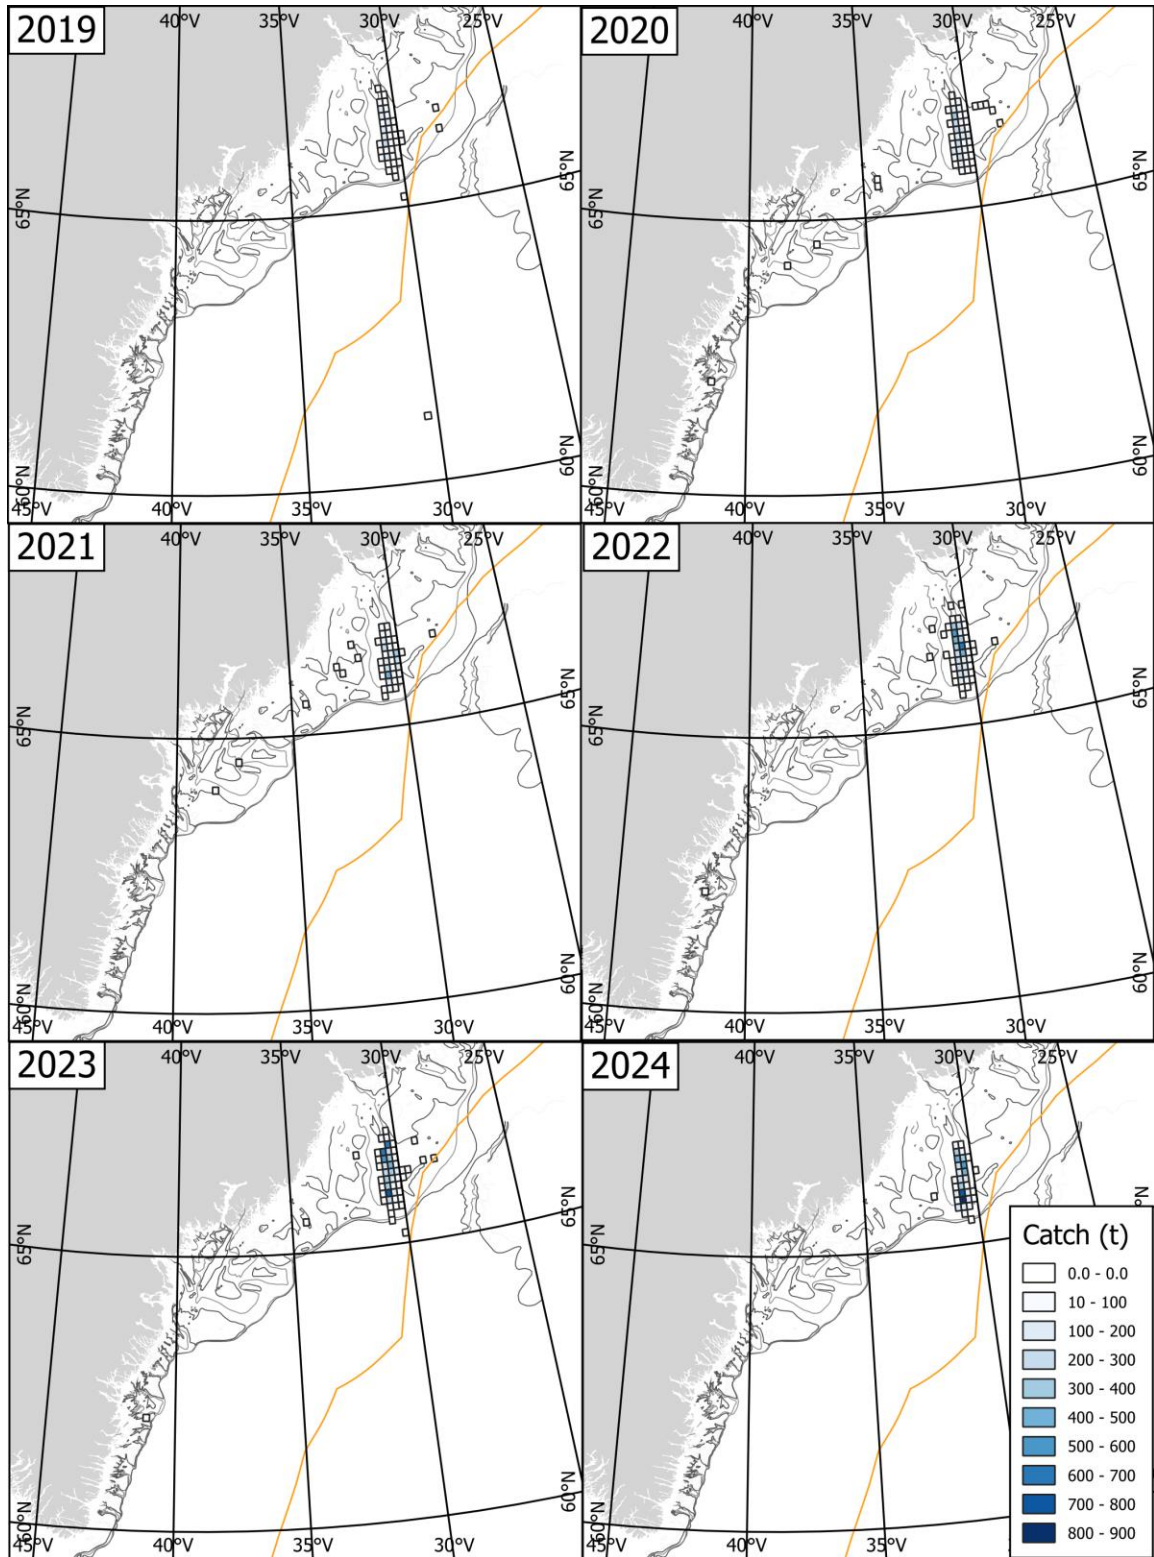 2019
40°V
35°V
30°V
25°V
65°N
65°N
60°N
60°N
45°V
40°V
35°V
30°V
2020
40°V
35°V
30°V
25°V
65°N
65°N
60°N
60°N
45°V
40°V
35°V
30°V
2021
40°V
35°V
30°V
25°V
65°N
65°N
60°N
60°N
45°V
40°V
35°V
30°V
2022
40°V
35°V
30°V
25°V
65°N
65°N
60°N
60°N
45°V
40°V
35°V
30°V
2023
40°V
35°V
30°V
25°V
65°N
65°N
60°N
60°N
45°V
40°V
35°V
30°V
2024
40°V
35°V
30°V
25°V
65°N
65°N
60°N
45°V
40°V
35°V
Catch (t)
0.0 - 0.0
10 - 100
100 - 200
200 - 300
300 - 400
400 - 500
500 - 600
600 - 700
700 - 800
800 - 900